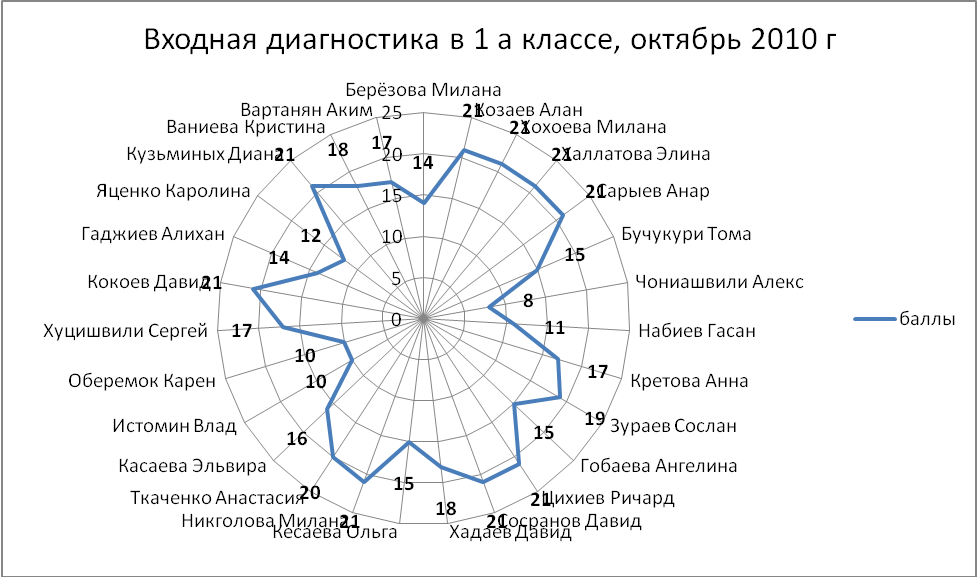 Входная диагностика в 1 а классе, октябрь 2010 г
Берёзова Милана
Козаев Алан
Хохоева Милана
Халлатова Элина
Сарыев Анар
Бучукури Тома
Чониашвили Алекс
Набиев Гасан
Кретова Анна
Зураев Сослан
Гобаева Ангелина
Цихиев Ричард
Сосранов Давид
Хадаев Давид
Кесаева Ольга
Никголова Милана
Ткаченко Анастасия
Касаева Эльвира
Истомин Влад
Оберемок Карен
Хуцишвили Сергей
Кокоев Давид
Гаджиев Алихан
Яценко Каролина
Кузьминых Диана
Ваниева Кристина
Вартанян Аким
14
21
21
21
21
15
8
11
17
19
15
21
21
18
15
21
20
16
10
10
17
21
14
12
21
18
17
25
20
15
10
5
0
баллы